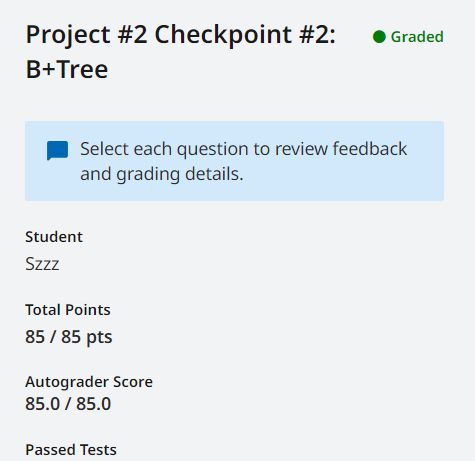 Project #2 Checkpoint #2:
B+Tree
Graded
Select each question to review feedback
and grading details.
Student
Szzz
Total Points
85 / 85 pts
Autograder Score
85.0 / 85.0
Passed Tests